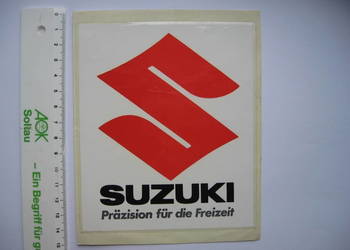 AOK
Soltau
– Ein Begriff für g
SUZUKI
Präzision für die Freizeit